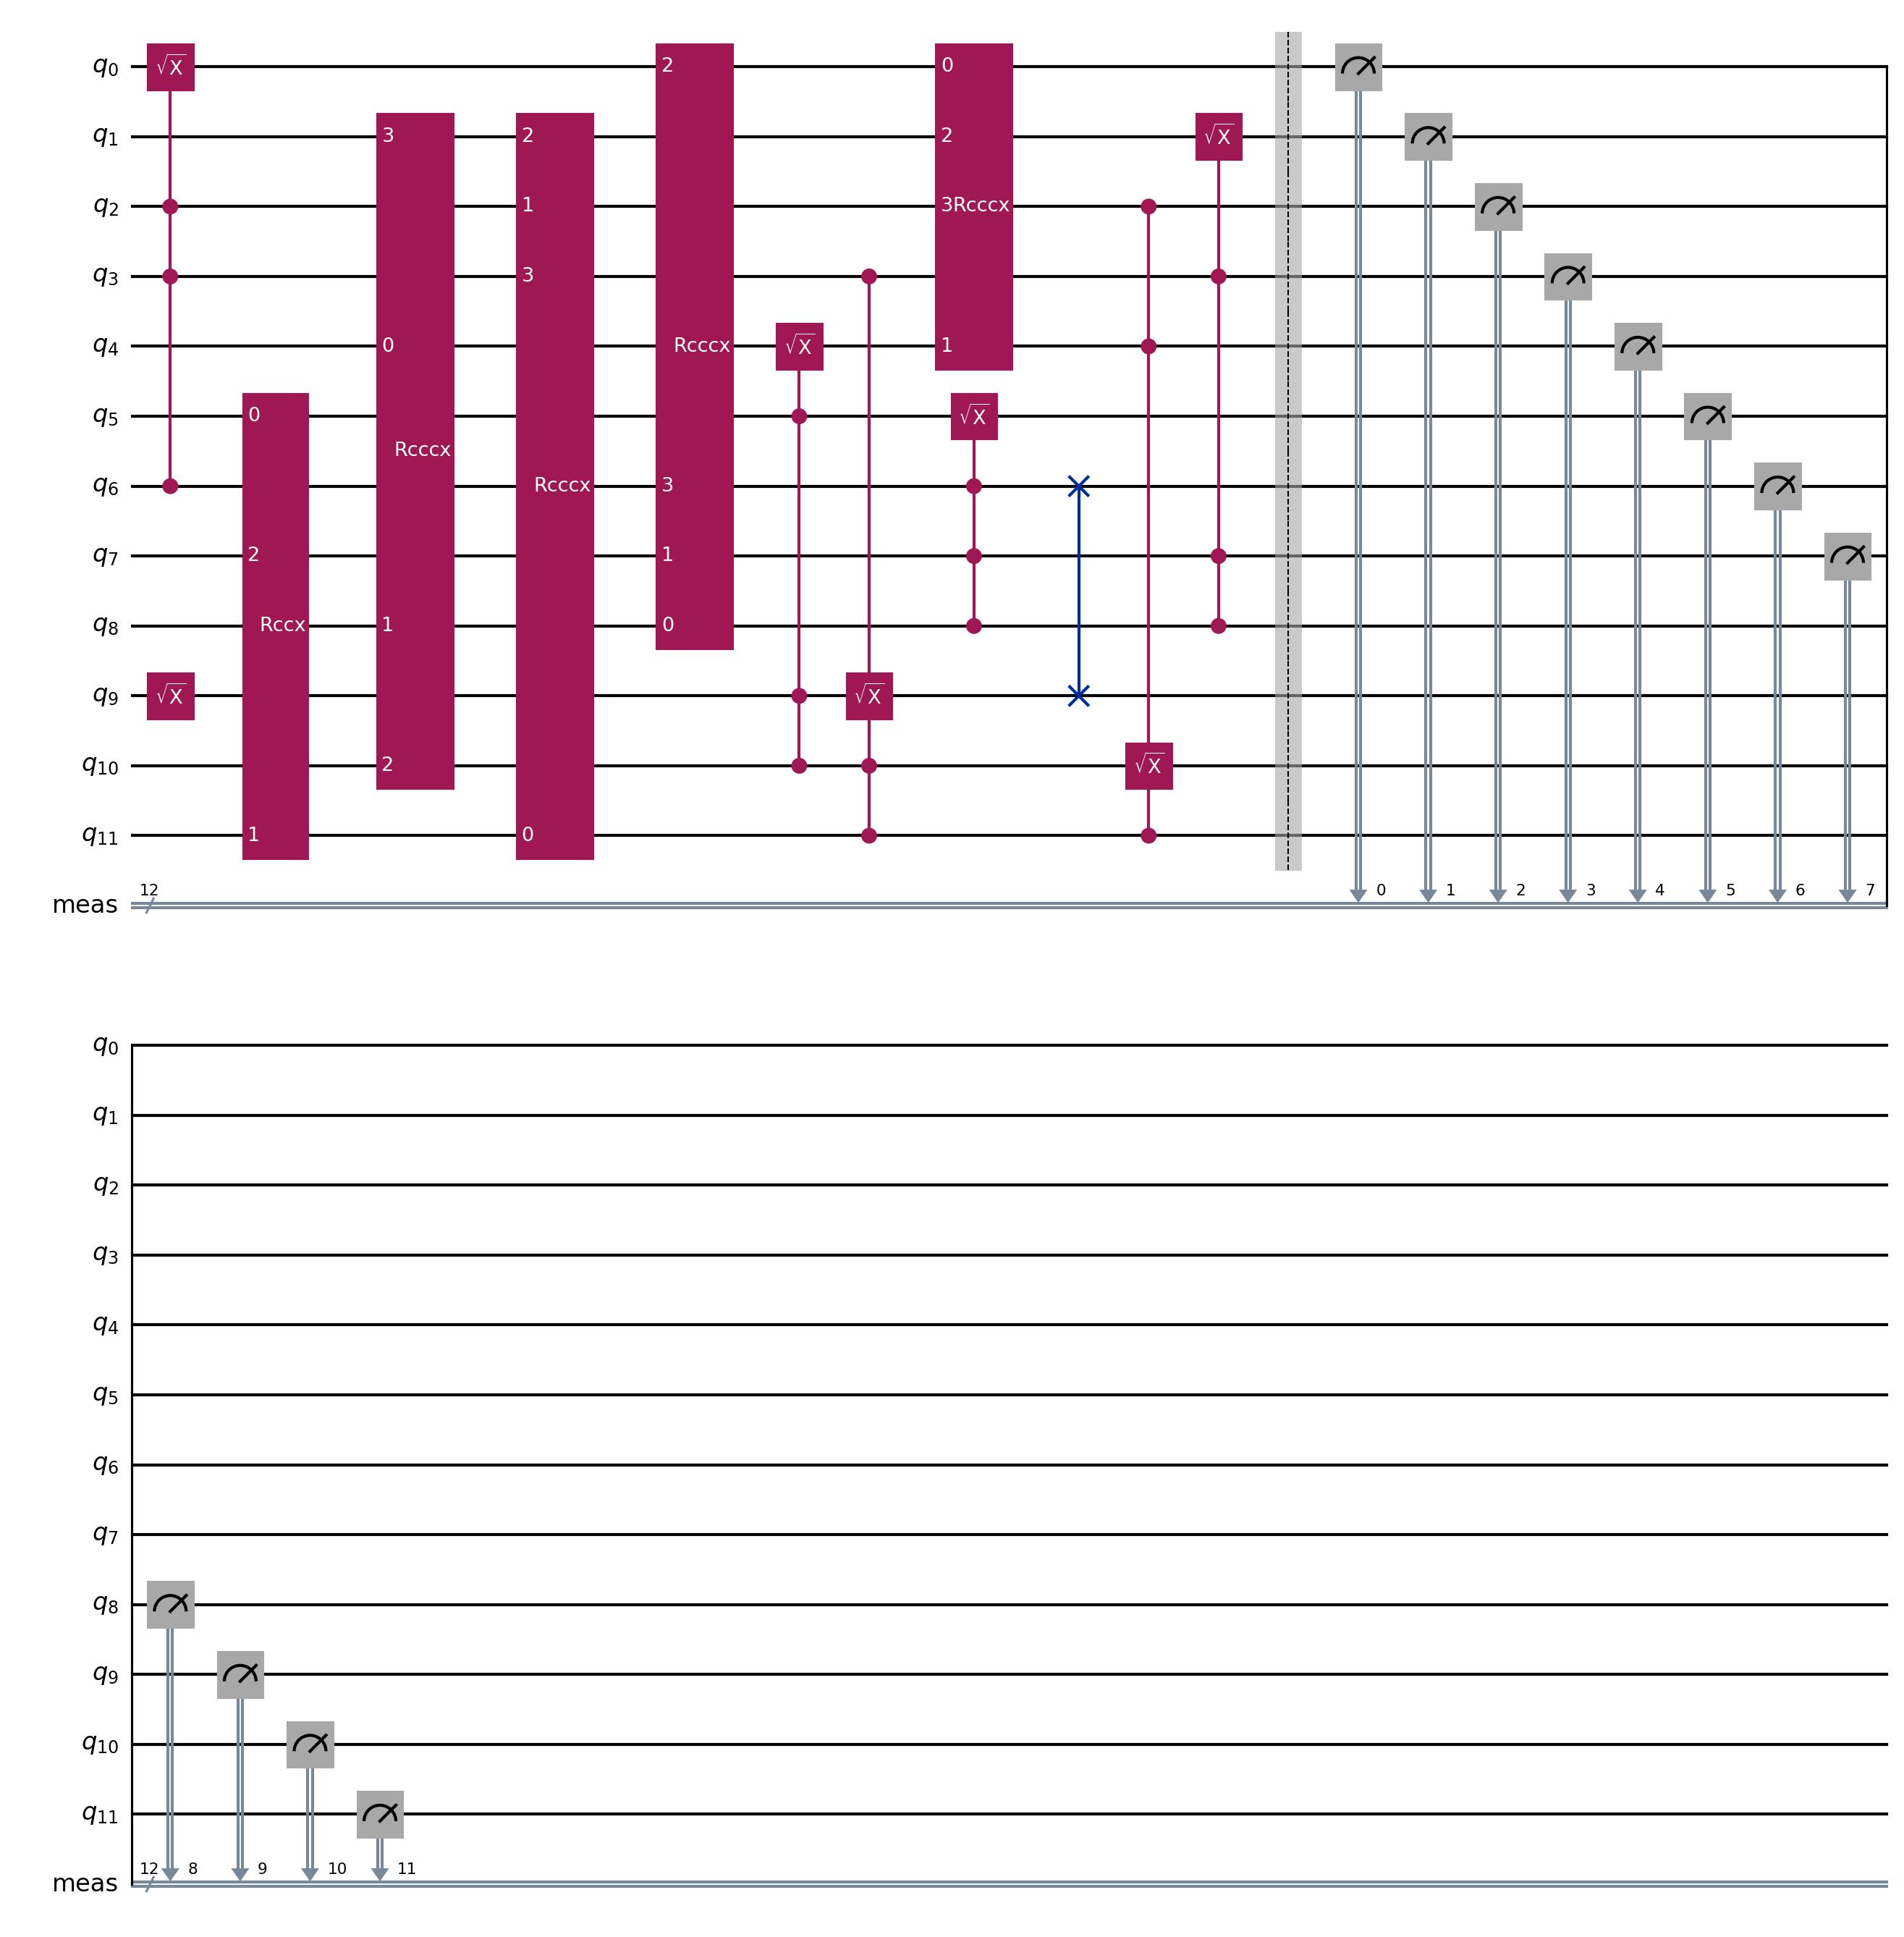 q0 √X 2 0
q1 3 2 2 √X
q2 1 3Rcccx
q3 3
q4 0 Rcccx √X 1
q5 0 Rcccx √X
q6 Rcccx 3
q7 2 1
q8 Rccx 1 0
q9 √X √X
q10 2 √X
q11 1 0
meas 12 0 1 2 3 4 5 6 7
q0
q1
q2
q3
q4
q5
q6
q7
q8
q9
q10
q11
meas 12 8 9 10 11